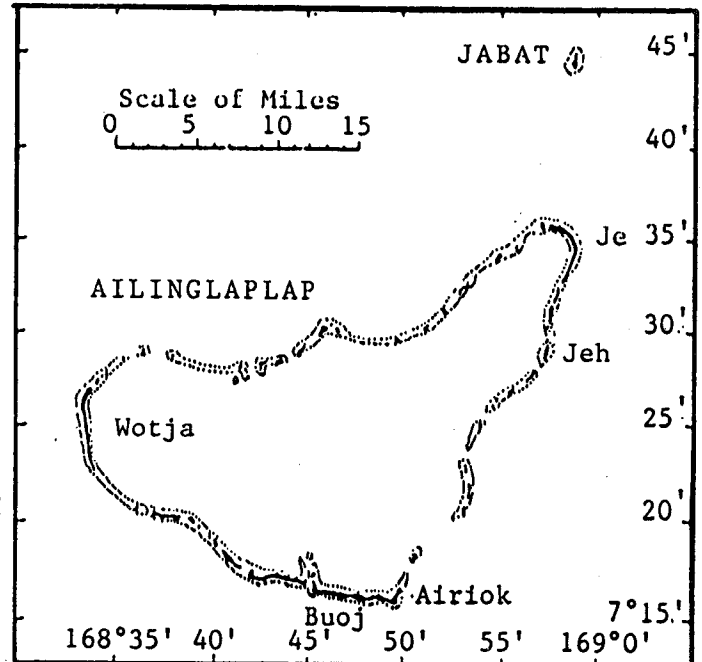 JABAT
45'
Scale of Miles
0 5 10 15
40'
Je
35'
AILINGLAPLAP
30'
Jeh
Wotja
25'
20'
Airiok
Buoj
7°15'
168°35' 40' 45' 50' 55' 169°0'